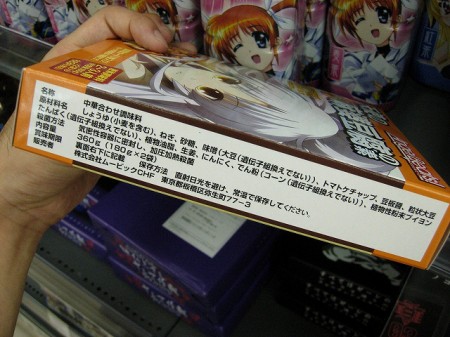 名称 中華合わせ調味料
原材料名 しょうゆ(小麦を含む)、ねぎ、砂糖、味噌(大豆(遺伝子組換えでない))、トマトケチャップ、豆板醤、粒状大豆
たんぱく(遺伝子組換えでない)、植物油脂、生姜、にんにく、でん粉(コーン(遺伝子組換えでない))、植物性粉末ブイヨン
殺菌方法 気密性容器に密封し、加圧加熱殺菌
内容量 360g(180g×2袋)
賞味期限 裏面右下に記載 保存方法 直射日光を避け、常温で保存してください。
販売者 株式会社ムービックCHF 東京都板橋区弥生町77-3